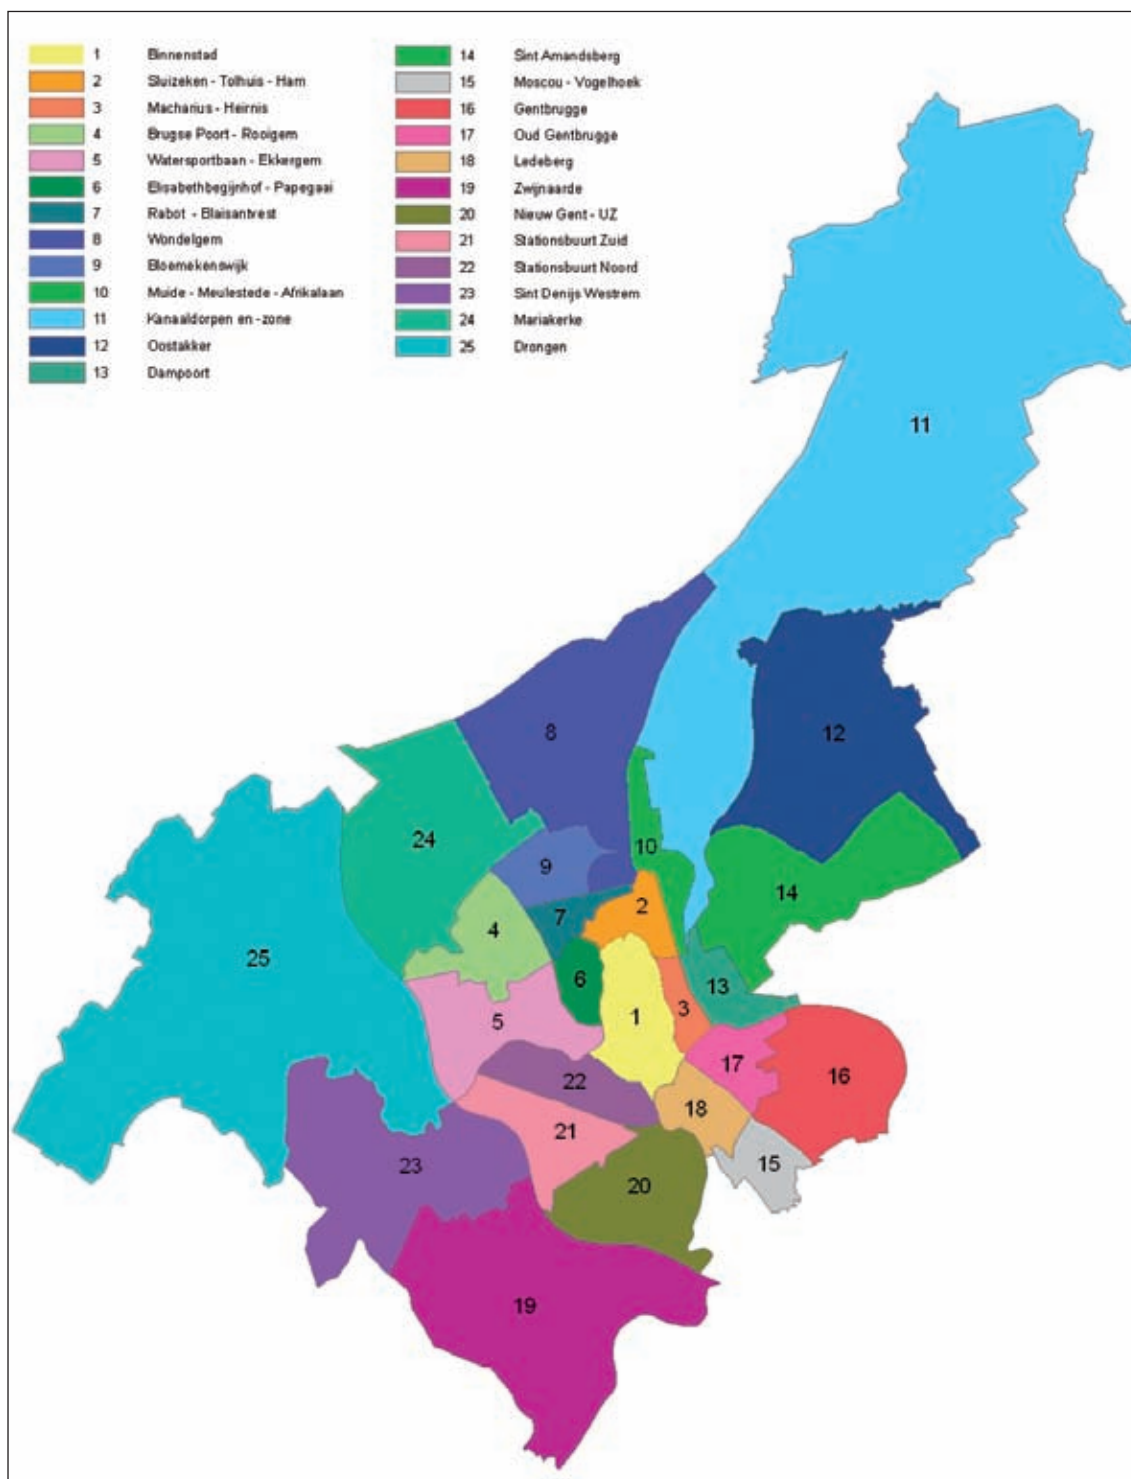 1 Binnenstad
2 Sluizeken - Tolhuis - Ham
3 Macharius - Heirnis
4 Brugse Poort - Rooigem
5 Watersportbaan - Ekkergem
6 Elisabethbegijnhof - Papegaai
7 Rabot - Blaisantvest
8 Wondelgem
9 Bloemekenswijk
10 Muide - Meulestede - Afrikalaan
11 Kanaaldorpen en -zone
12 Oostakker
13 Dampoort
14 Sint Amandsberg
15 Moscou - Vogelhoek
16 Gentbrugge
17 Oud Gentbrugge
18 Ledeberg
19 Zwijnaarde
20 Nieuw Gent - UZ
21 Stationsbuurt Zuid
22 Stationsbuurt Noord
23 Sint Denijs Westrem
24 Mariakerke
25 Drongen
11
8
12
24
10
9
14
2
7
4
25
6
13
3
1
5
17
16
22
18
21
15
23
20
19